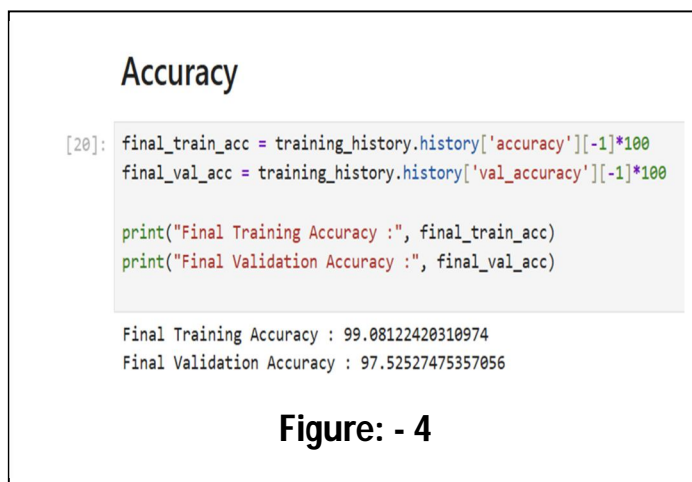 Accuracy
[20]: final_train_acc = training_history.history['accuracy'][-1]*100
final_val_acc = training_history.history['val_accuracy'][-1]*100
print("Final Training Accuracy :", final_train_acc)
print("Final Validation Accuracy :", final_val_acc)
Final Training Accuracy : 99.08122420310974
Final Validation Accuracy : 97.52527475357056
Figure: - 4